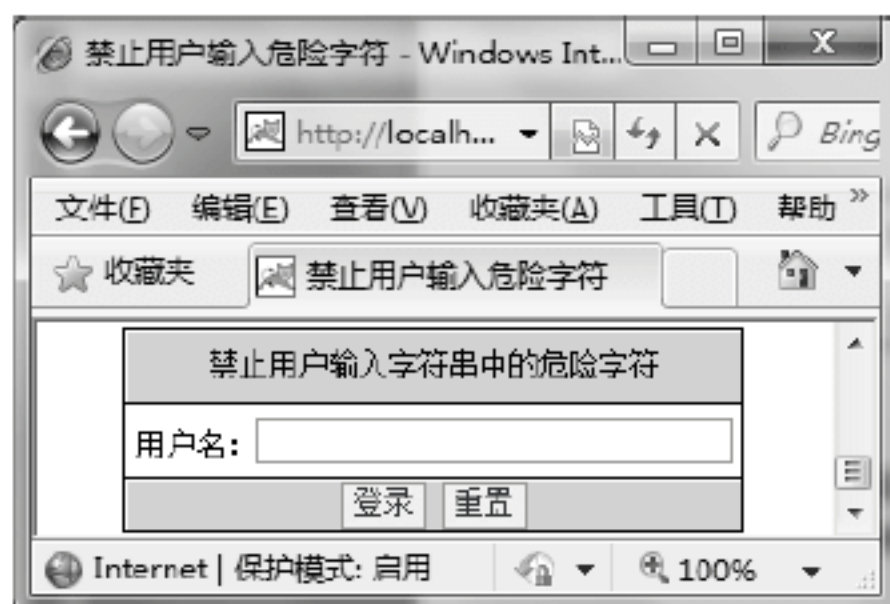 禁止用户输入危险字符 - Windows Int...
http://localh... Bing
文件(F) 编辑(E) 查看(V) 收藏夹(A) 工具(T) 帮助 »
收藏夹 禁止用户输入危险字符
禁止用户输入字符串中的危险字符
用户名:
登录 重置
Internet | 保护模式: 启用 100%